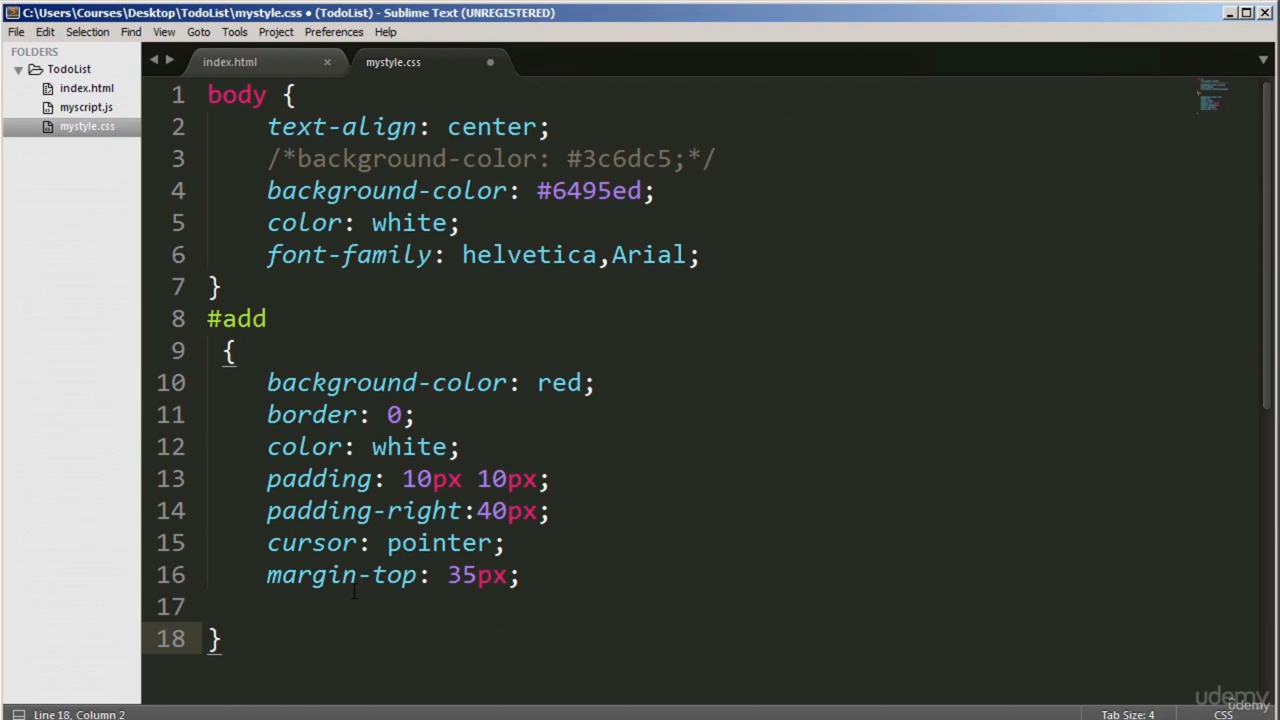 C:\Users\Courses\Desktop\TodoList\mystyle.css • (TodoList) - Sublime Text (UNREGISTERED)
File Edit Selection Find View Goto Tools Project Preferences Help
FOLDERS
TodoList
index.html
myscript.js
mystyle.css
index.html × mystyle.css
1 body {
2 text-align: center;
3 /*background-color: #3c6dc5;*/
4 background-color: #6495ed;
5 color: white;
6 font-family: helvetica,Arial;
7 }
8 #add
9 {
10 background-color: red;
11 border: 0;
12 color: white;
13 padding: 10px 10px;
14 padding-right:40px;
15 cursor: pointer;
16 margin-top: 35px;
17
18 }
udemy
udemy
Line 18, Column 2 Tab Size: 4 CSS